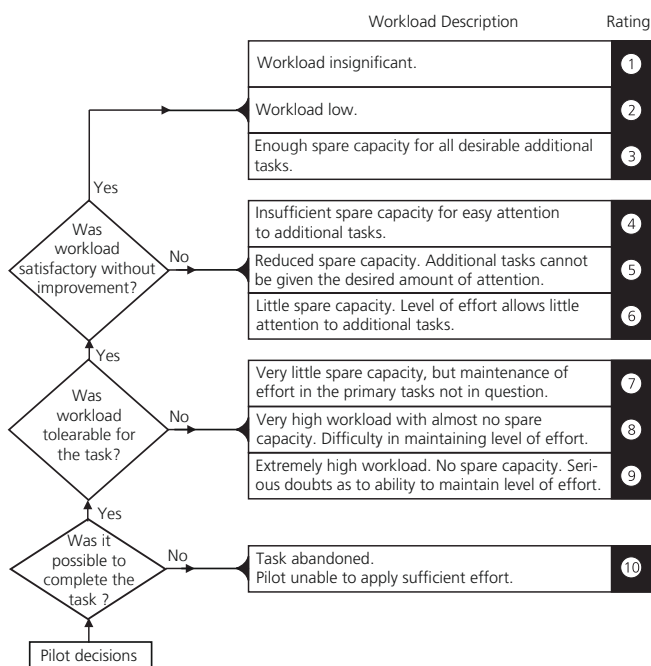 Workload Description Rating
Workload insignificant. 1
Workload low. 2
Enough spare capacity for all desirable additional
tasks. 3
Yes
Was
workload
satisfactory without
improvement?
No
Insufficient spare capacity for easy attention
to additional tasks. 4
Reduced spare capacity. Additional tasks cannot
be given the desired amount of attention. 5
Little spare capacity. Level of effort allows little
attention to additional tasks. 6
Yes
Was
workload
tolearable for
the task?
No
Very little spare capacity, but maintenance of
effort in the primary tasks not in question. 7
Very high workload with almost no spare
capacity. Difficulty in maintaining level of effort. 8
Extremely high workload. No spare capacity. Seri-
ous doubts as to ability to maintain level of effort. 9
Yes
Was it
possible to
complete the
task ?
No
Task abandoned.
Pilot unable to apply sufficient effort. 10
Pilot decisions